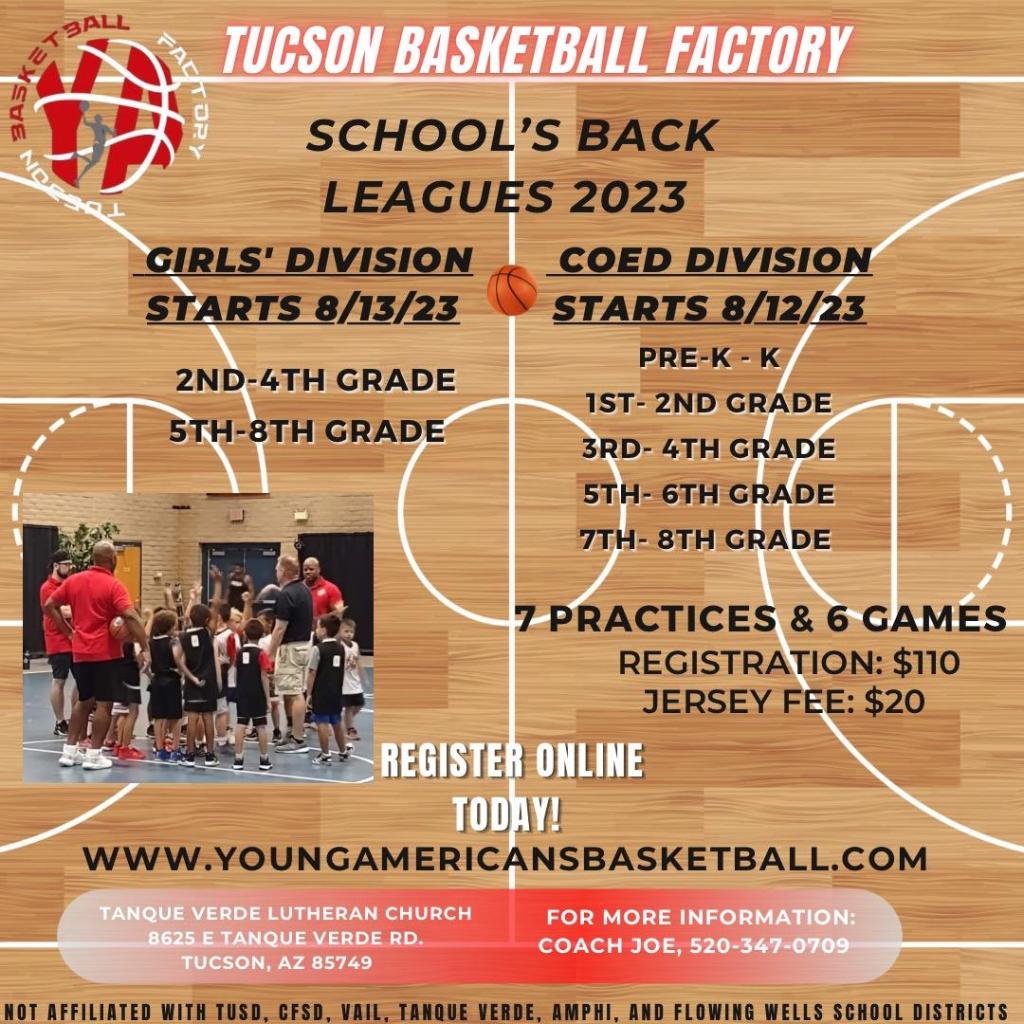 TUCSON BASKETBALL FACTORY
TUCSON BASKETBALL FACTORY
YA
SCHOOL'S BACK
LEAGUES 2023
GIRLS' DIVISION
STARTS 8/13/23
2ND-4TH GRADE
5TH-8TH GRADE
COED DIVISION
STARTS 8/12/23
PRE-K - K
1ST- 2ND GRADE
3RD- 4TH GRADE
5TH- 6TH GRADE
7TH- 8TH GRADE
7 PRACTICES & 6 GAMES
REGISTRATION: $110
JERSEY FEE: $20
REGISTER ONLINE
TODAY!
WWW.YOUNGAMERICANSBASKETBALL.COM
TANQUE VERDE LUTHERAN CHURCH
8625 E TANQUE VERDE RD.
TUCSON, AZ 85749
FOR MORE INFORMATION:
COACH JOE, 520-347-0709
NOT AFFILIATED WITH TUSD, CFSD, VAIL, TANQUE VERDE, AMPHI, AND FLOWING WELLS SCHOOL DISTRICTS